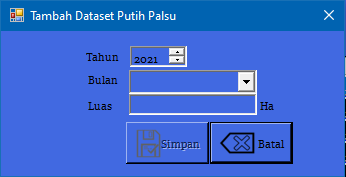 Tambah Dataset Putih Palsu
Tahun 2021
Bulan
Luas Ha
Simpan Batal